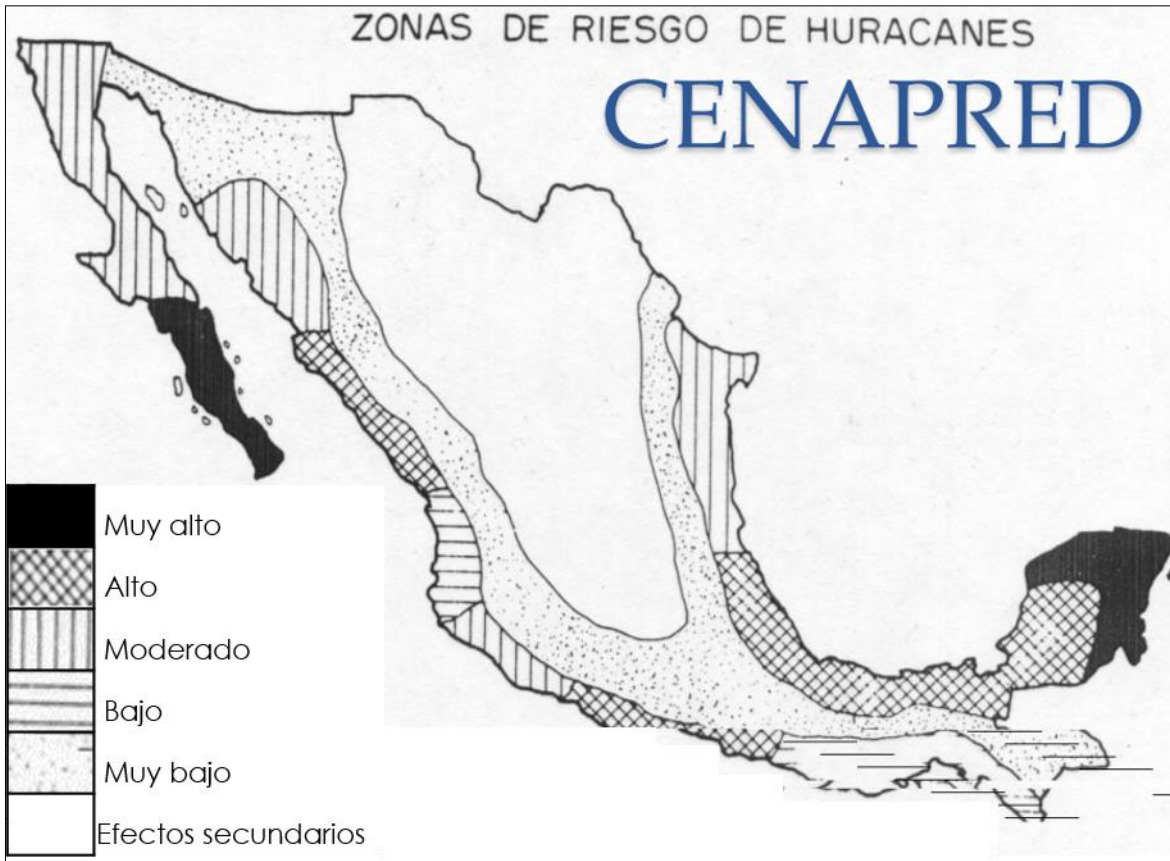 ZONAS DE RIESGO DE HURACANES
CENAPRED
Muy alto
Alto
Moderado
Bajo
Muy bajo
Efectos secundarios